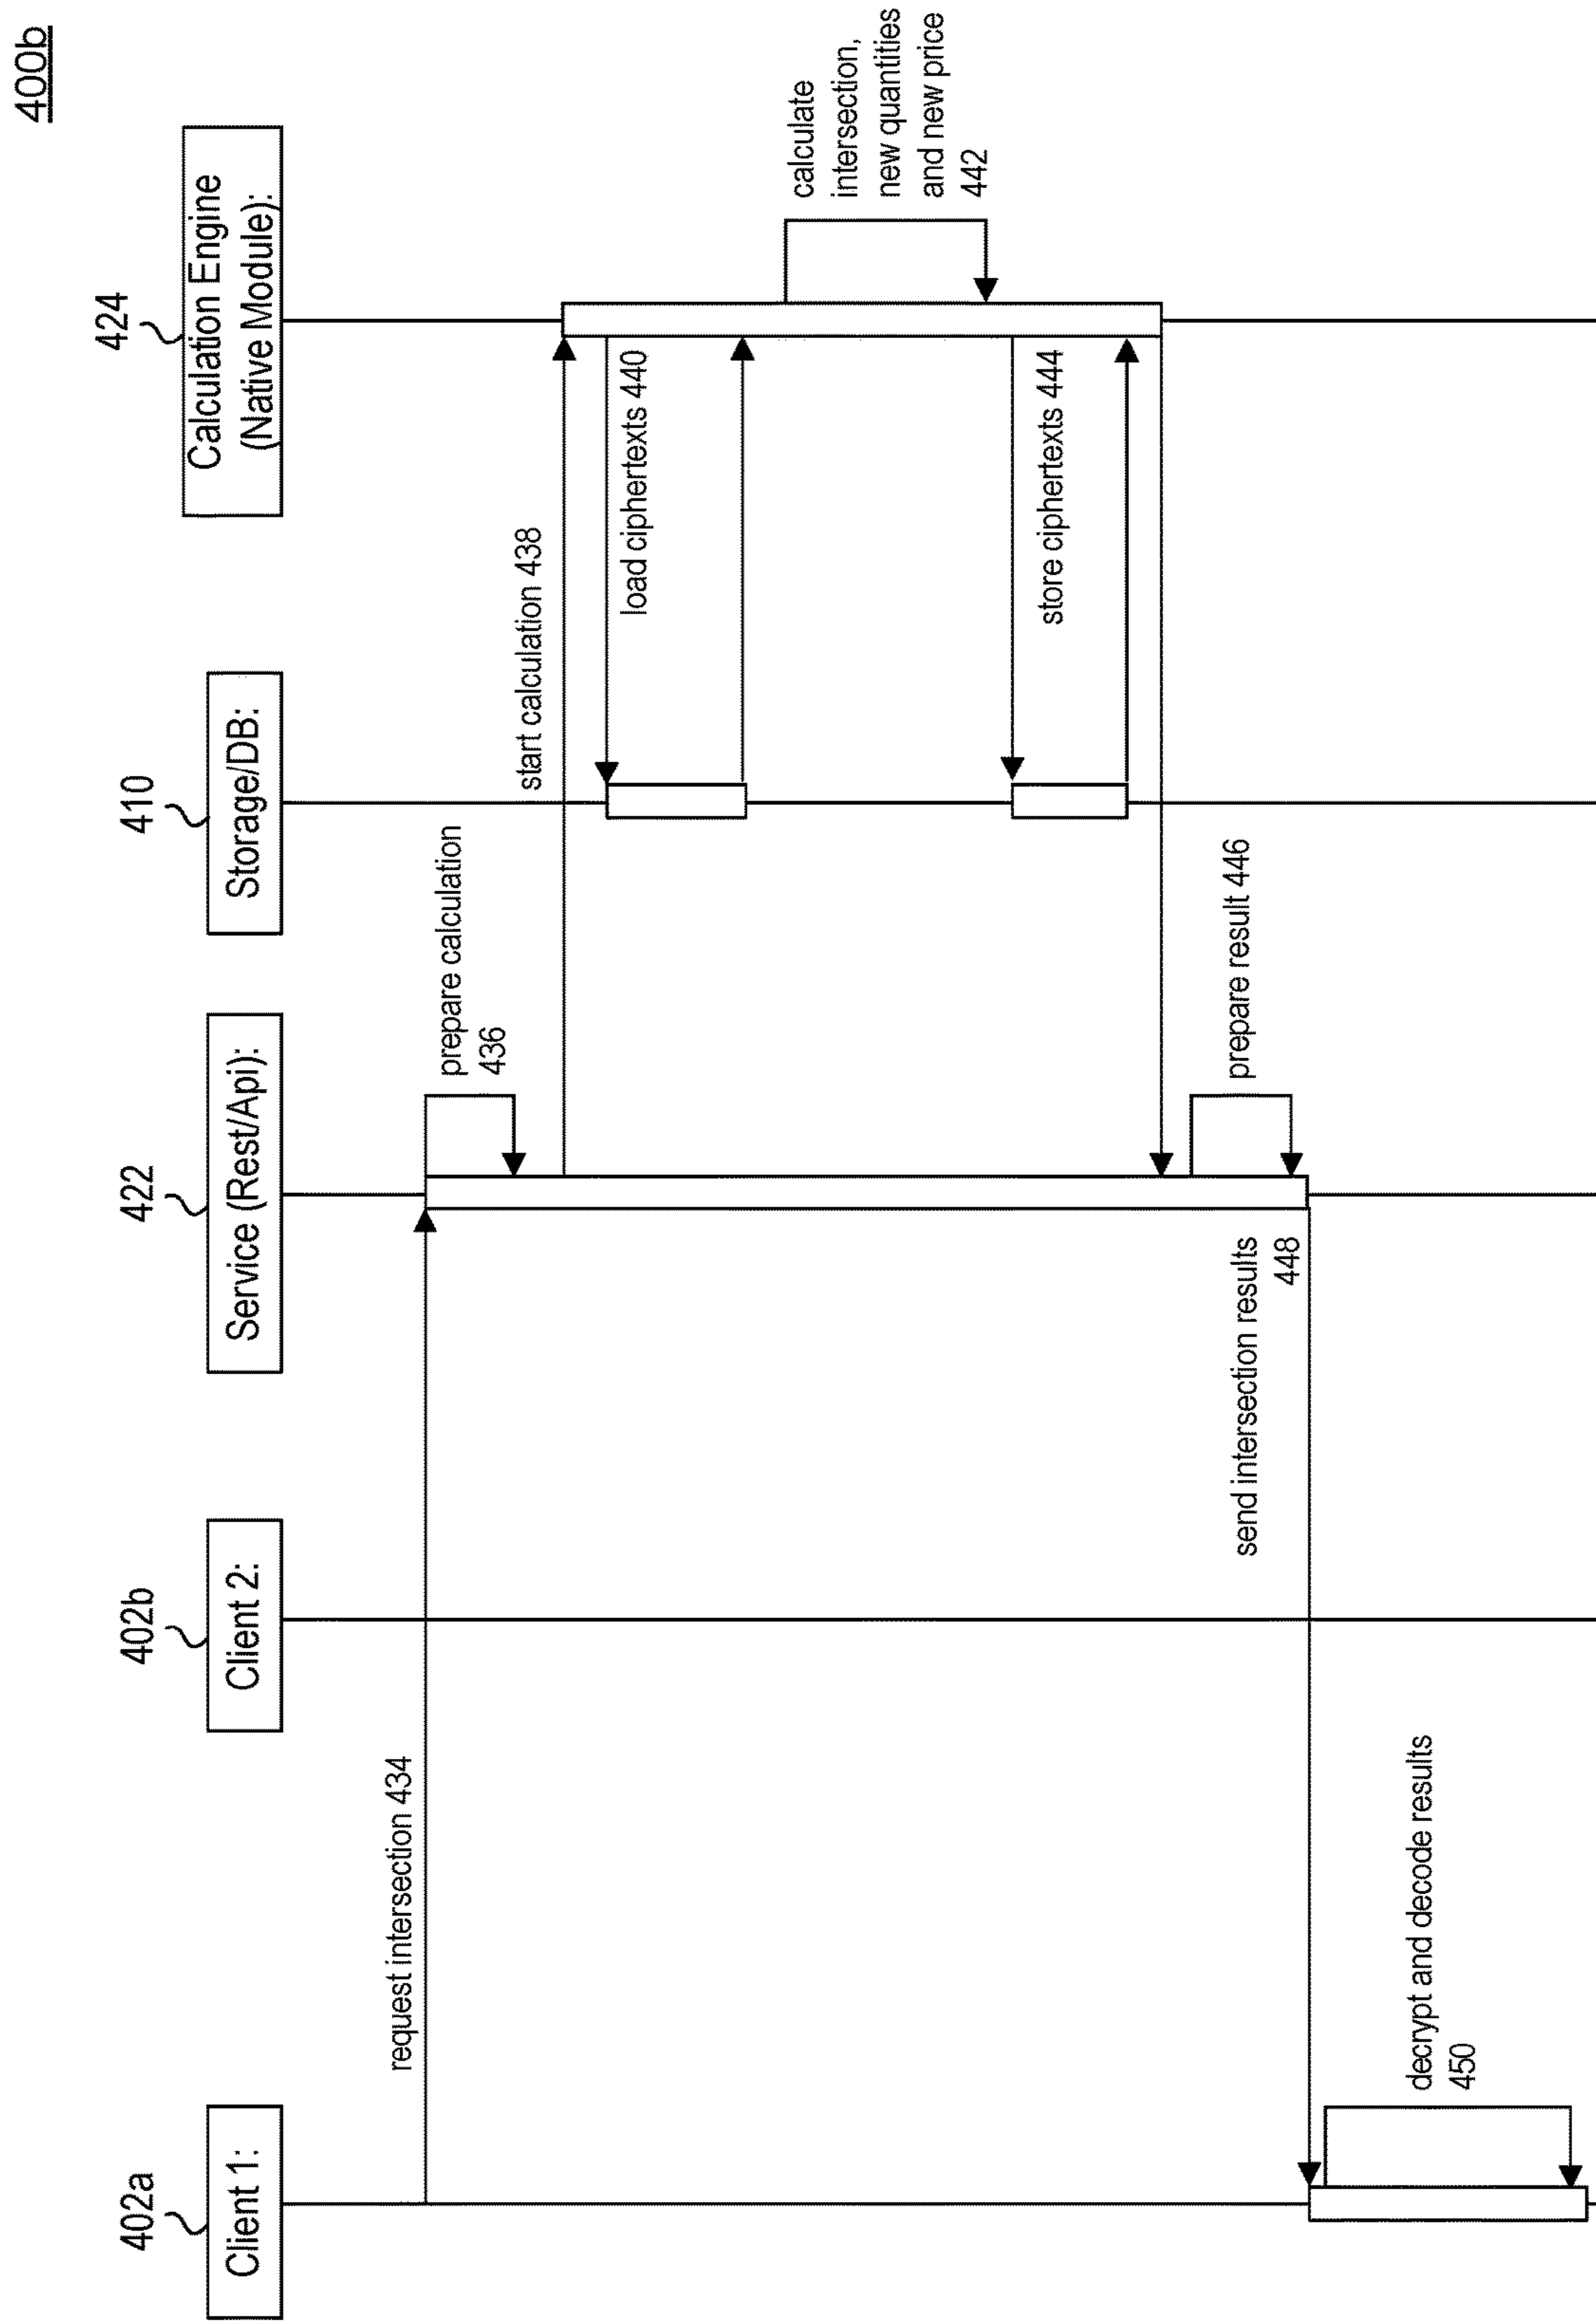 400b
402a
402b
422
410
424
Client 1:
Client 2:
Service (Rest/Api):
Storage/DB:
Calculation Engine
(Native Module):
request intersection 434
prepare calculation
436
start calculation 438
load ciphertexts 440
calculate
intersection,
new quantities
and new price
442
store ciphertexts 444
prepare result 446
send intersection results
448
decrypt and decode results
450